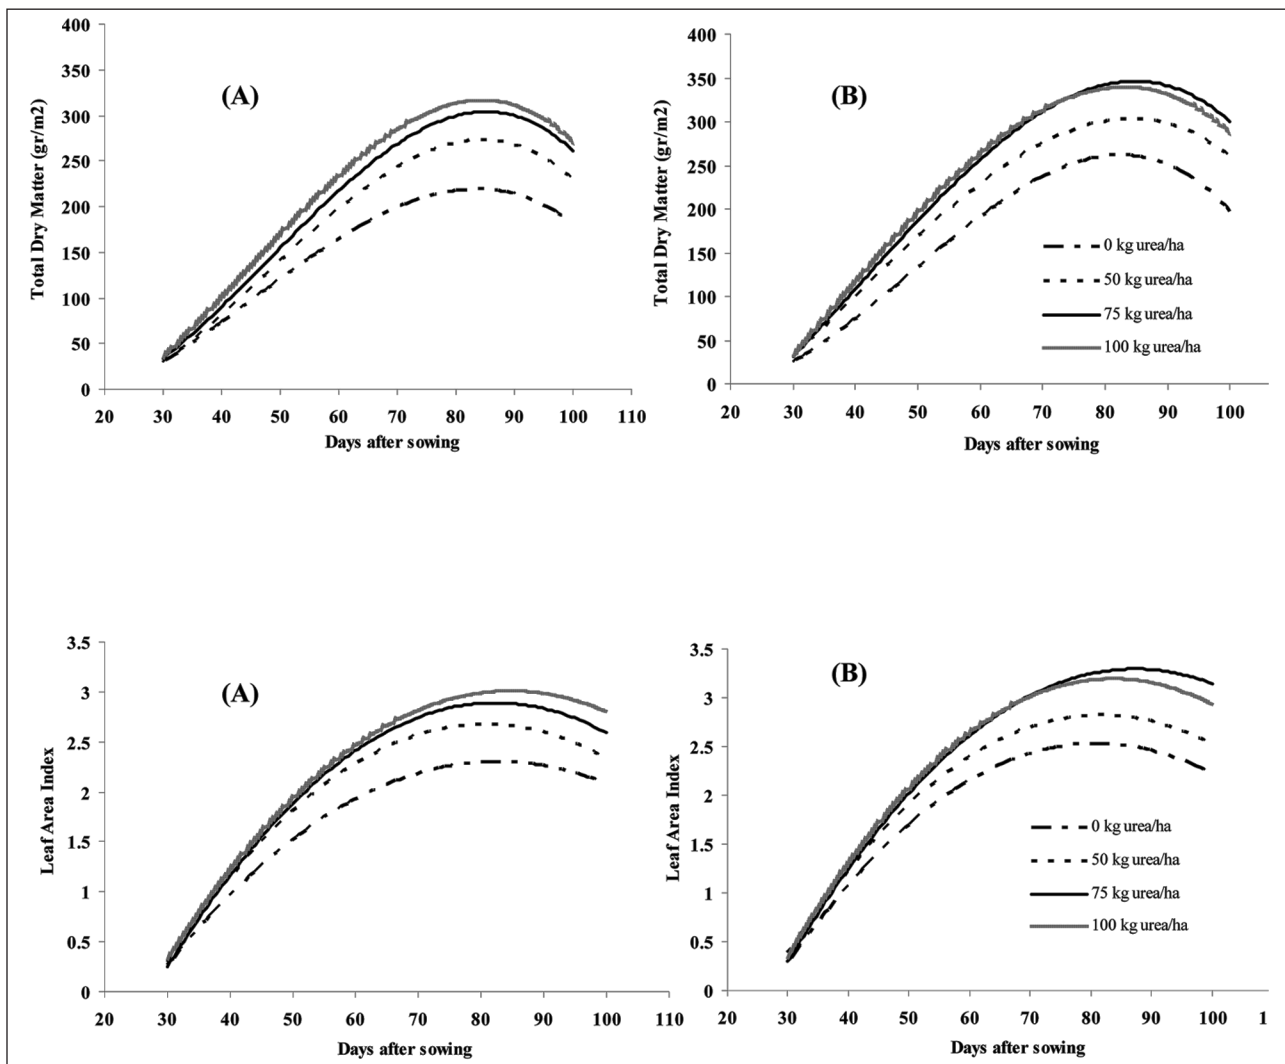 400
350
300
250
200
150
100
50
0
Total Dry Matter (gr/m2)
(A)
20 30 40 50 60 70 80 90 100 110
Days after sowing
400
350
300
250
200
150
100
50
0
Total Dry Matter (gr/m2)
(B)
0 kg urea/ha
50 kg urea/ha
75 kg urea/ha
100 kg urea/ha
20 30 40 50 60 70 80 90 100
Days after sowing
3.5
3
2.5
2
1.5
1
0.5
0
Leaf Area Index
(A)
20 30 40 50 60 70 80 90 100 110
Days after sowing
3.5
3
2.5
2
1.5
1
0.5
0
Leaf Area Index
(B)
0 kg urea/ha
50 kg urea/ha
75 kg urea/ha
100 kg urea/ha
20 30 40 50 60 70 80 90 100 1
Days after sowing